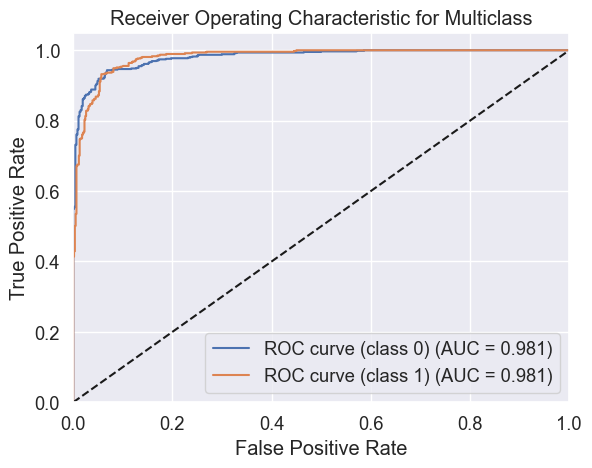 Receiver Operating Characteristic for Multiclass
True Positive Rate
1.0
0.8
0.6
0.4
0.2
0.0
ROC curve (class 0) (AUC = 0.981)
ROC curve (class 1) (AUC = 0.981)
0.0 0.2 0.4 0.6 0.8 1.0
False Positive Rate